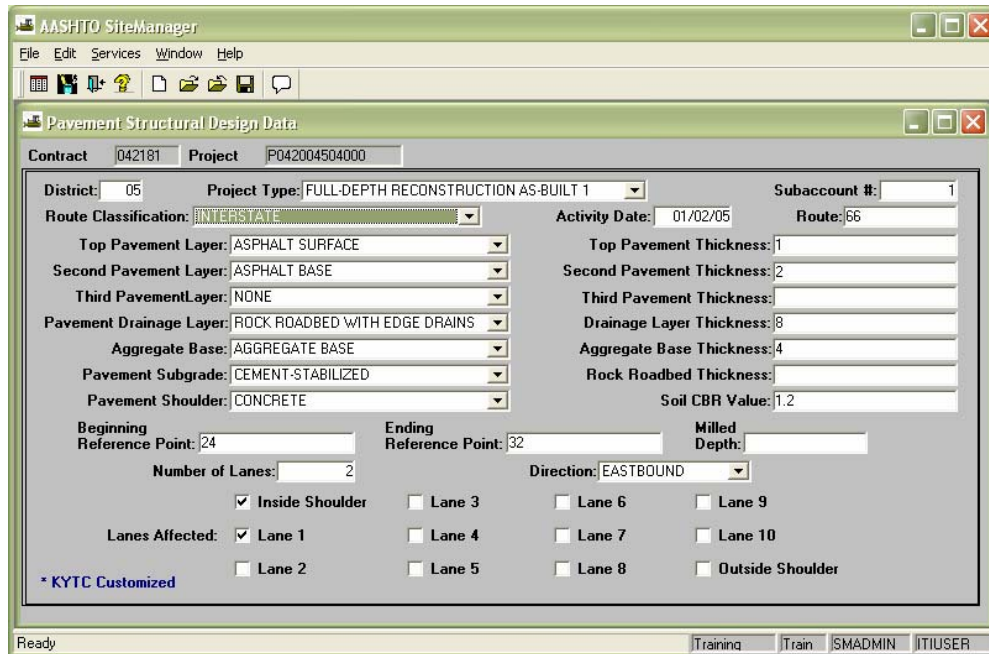 AASHTO SiteManager
File Edit Services Window Help
Pavement Structural Design Data
Contract 042181 Project P042004504000
District: 05 Project Type: FULL-DEPTH RECONSTRUCTION AS-BUILT 1 Subaccount #: 1
Route Classification: INTERSTATE Activity Date: 01/02/05 Route: 66
Top Pavement Layer: ASPHALT SURFACE Top Pavement Thickness: 1
Second Pavement Layer: ASPHALT BASE Second Pavement Thickness: 2
Third PavementLayer: NONE Third Pavement Thickness:
Pavement Drainage Layer: ROCK ROADBED WITH EDGE DRAINS Drainage Layer Thickness: 8
Aggregate Base: AGGREGATE BASE Aggregate Base Thickness: 4
Pavement Subgrade: CEMENT-STABILIZED Rock Roadbed Thickness:
Pavement Shoulder: CONCRETE Soil CBR Value: 1.2
Beginning Ending Milled
Reference Point: 24 Reference Point: 32 Depth:
Number of Lanes: 2 Direction: EASTBOUND
Inside Shoulder Lane 3 Lane 6 Lane 9
Lanes Affected: Lane 1 Lane 4 Lane 7 Lane 10
Lane 2 Lane 5 Lane 8 Outside Shoulder
* KYTC Customized
Ready Training Train SMADMIN ITIUSER